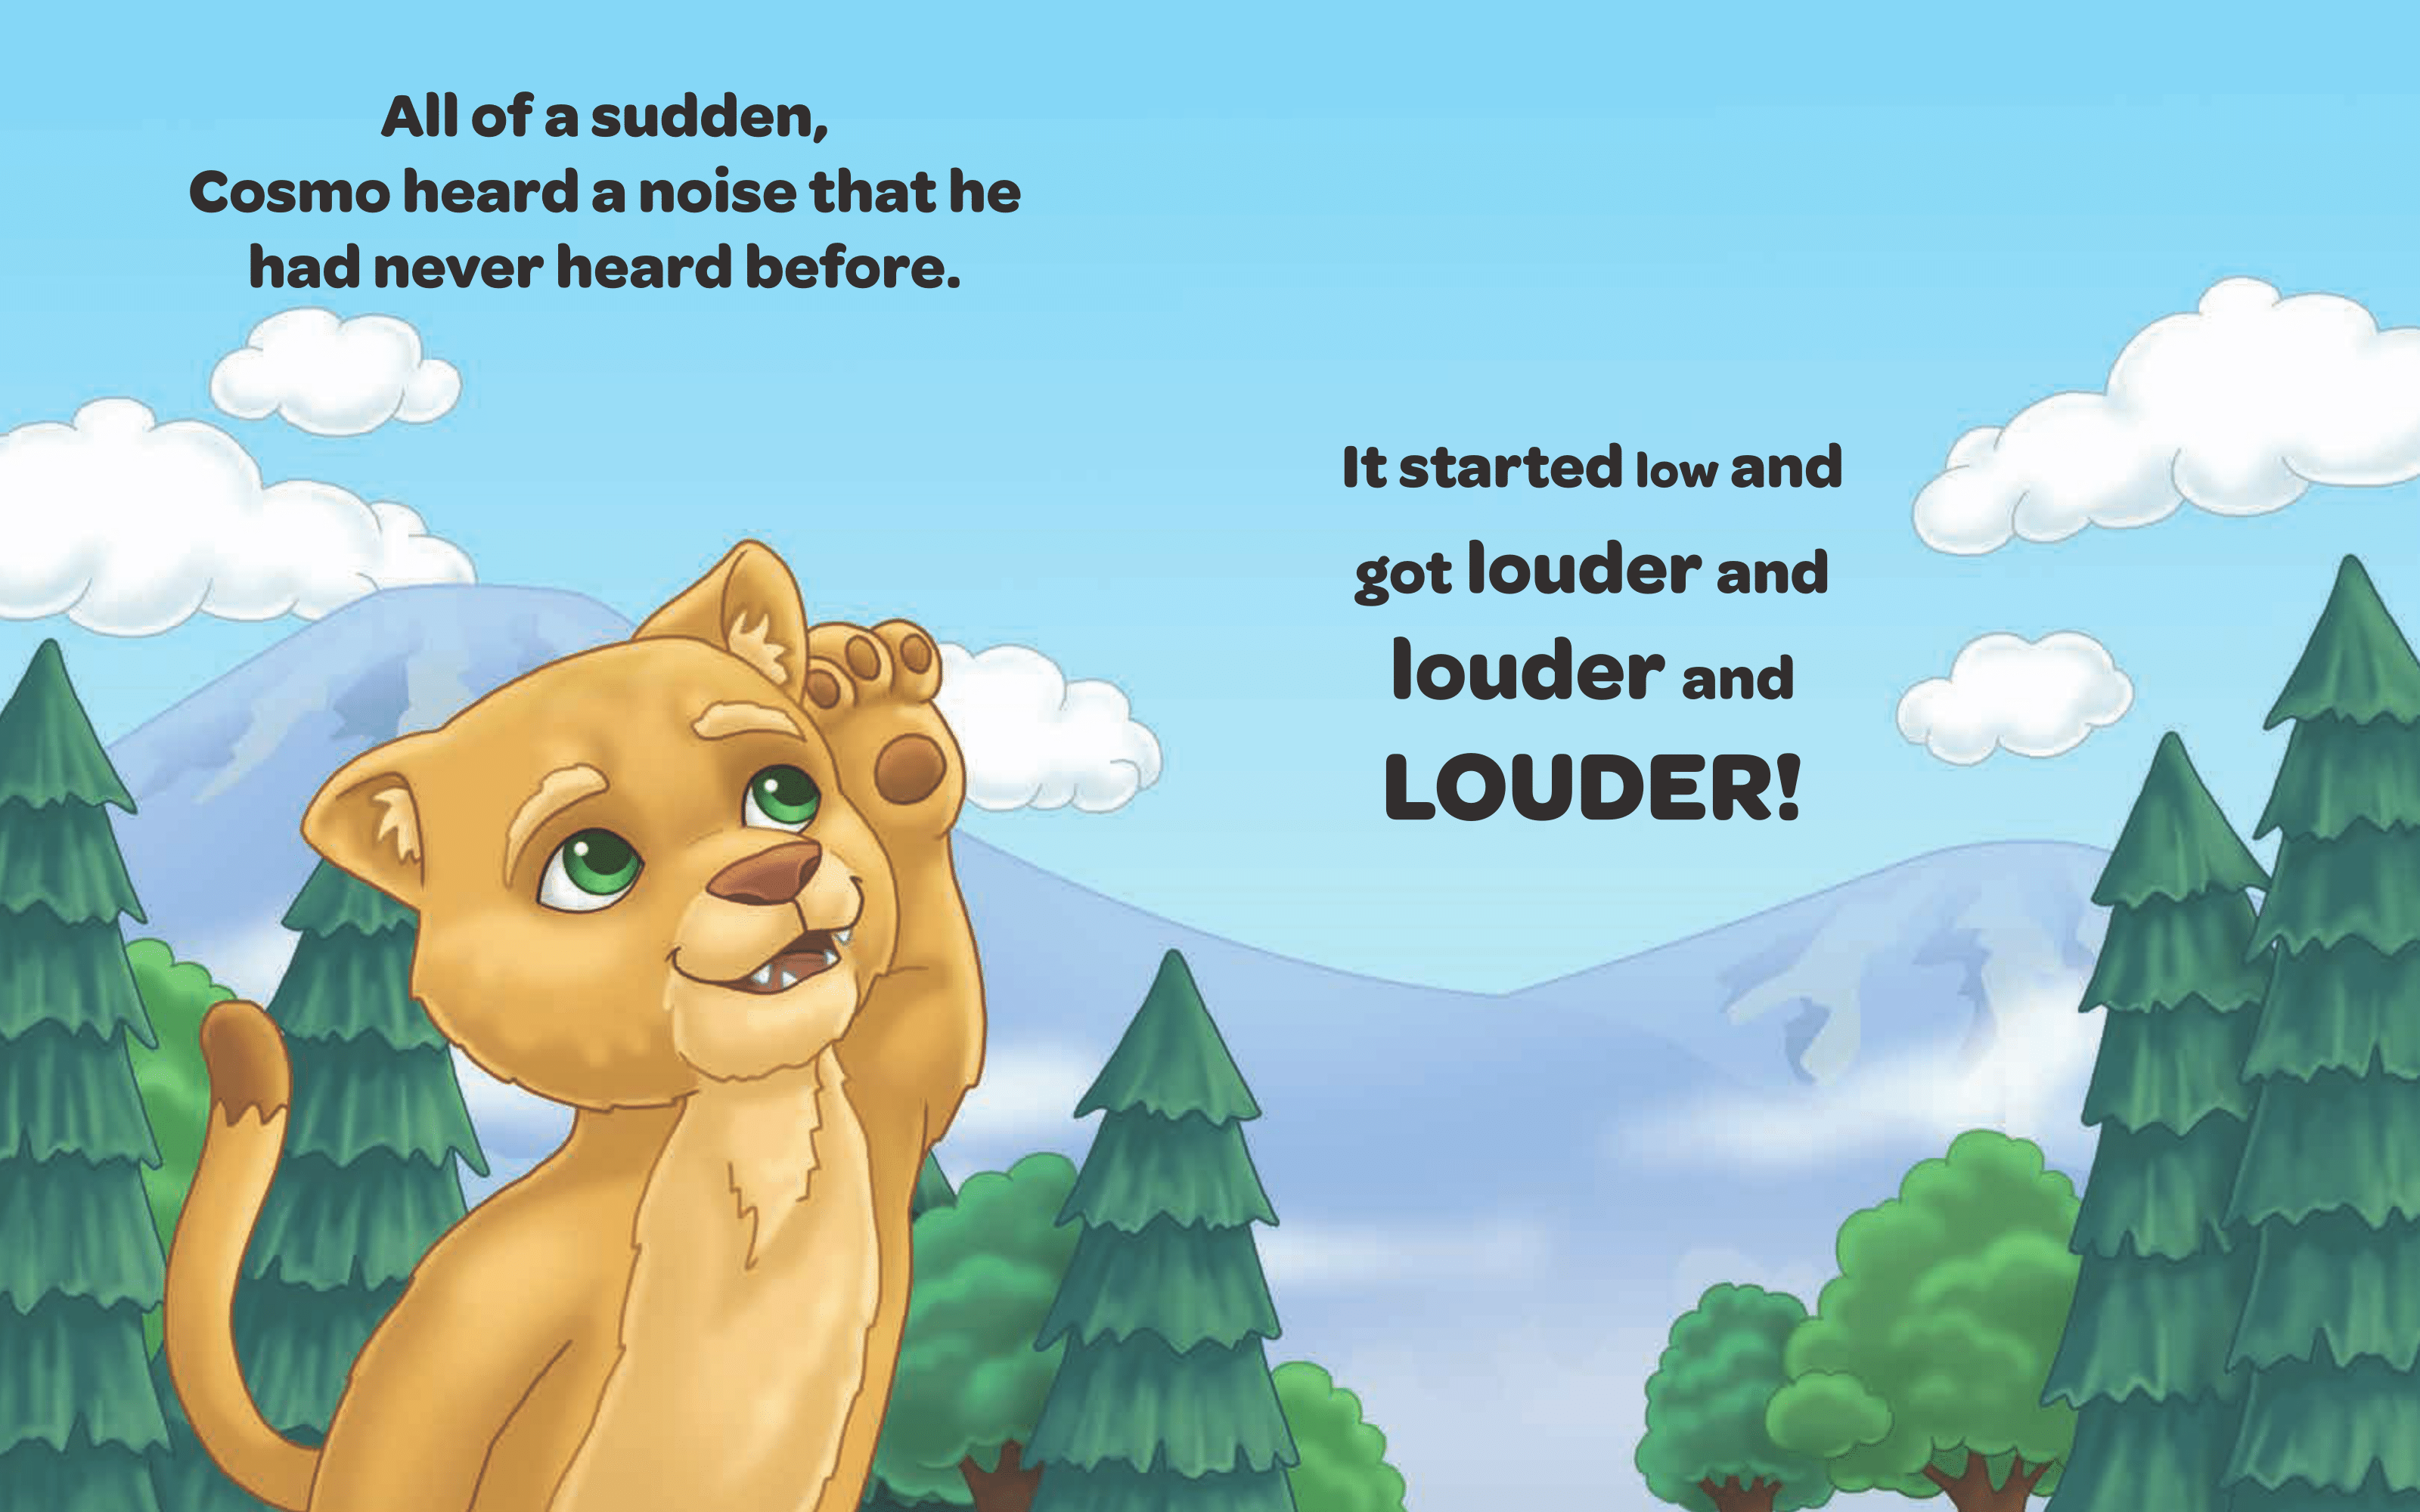 All of a sudden,
Cosmo heard a noise that he
had never heard before.
It started low and
got louder and
louder and
LOUDER!